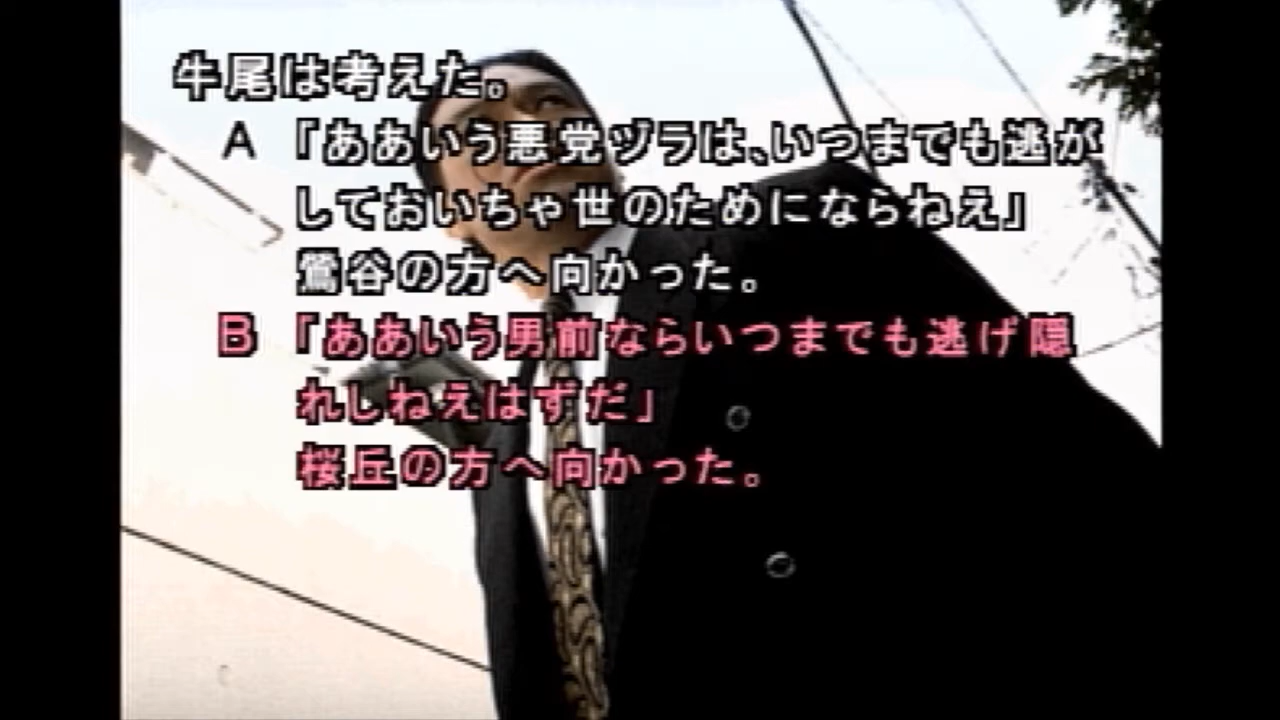 牛尾は考えた。
A 「ああいう悪党ヅラは、いつまでも逃が
しておいちゃ世のためにならねえ」
鶯谷の方へ向かった。
B 「ああいう男前ならいつまでも逃げ隠
れしねえはずだ」
桜丘の方へ向かった。